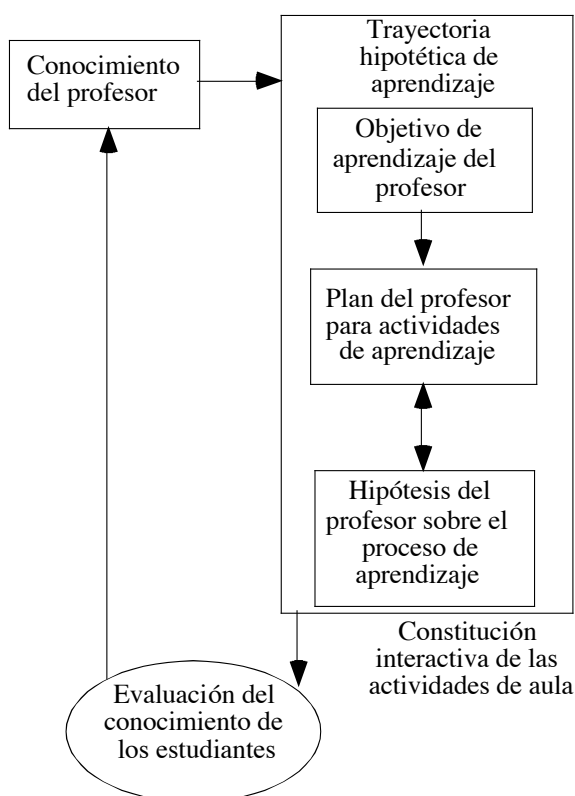 Conocimiento
del profesor
Trayectoria
hipotética de
aprendizaje
Objetivo de
aprendizaje del
profesor
Plan del profesor
para actividades
de aprendizaje
Hipótesis del
profesor sobre el
proceso de
aprendizaje
Constitución
interactiva de las
actividades de aula
Evaluación del
conocimiento de
los estudiantes